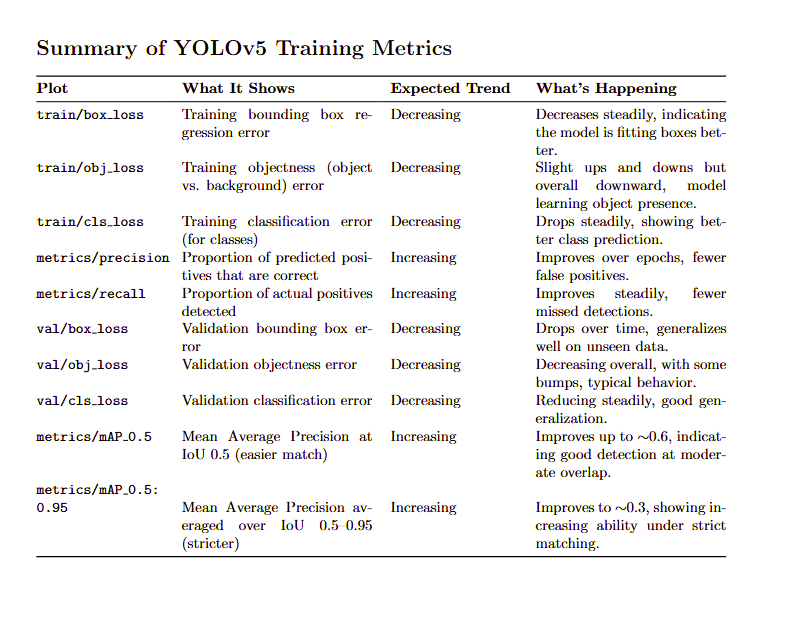 Summary of YOLOv5 Training Metrics
Plot What It Shows Expected Trend What's Happening
train/box_loss Training bounding box re- Decreasing Decreases steadily, indicating
gression error the model is fitting boxes bet-
ter.
train/obj_loss Training objectness (object Decreasing Slight ups and downs but
vs. background) error overall downward, model
learning object presence.
train/cls_loss Training classification error Decreasing Drops steadily, showing bet-
(for classes) ter class prediction.
metrics/precision Proportion of predicted posi- Increasing Improves over epochs, fewer
tives that are correct false positives.
metrics/recall Proportion of actual positives Increasing Improves steadily, fewer
detected missed detections.
val/box_loss Validation bounding box er- Decreasing Drops over time, generalizes
ror well on unseen data.
val/obj_loss Validation objectness error Decreasing Decreasing overall, with some
bumps, typical behavior.
val/cls_loss Validation classification error Decreasing Reducing steadily, good gen-
eralization.
metrics/mAP_0.5 Mean Average Precision at Increasing Improves up to ~0.6, indicat-
IoU 0.5 (easier match) ing good detection at moder-
ate overlap.
metrics/mAP_0.5:
0.95 Mean Average Precision av- Increasing Improves to ~0.3, showing in-
eraged over IoU 0.5–0.95 creasing ability under strict
(stricter) matching.